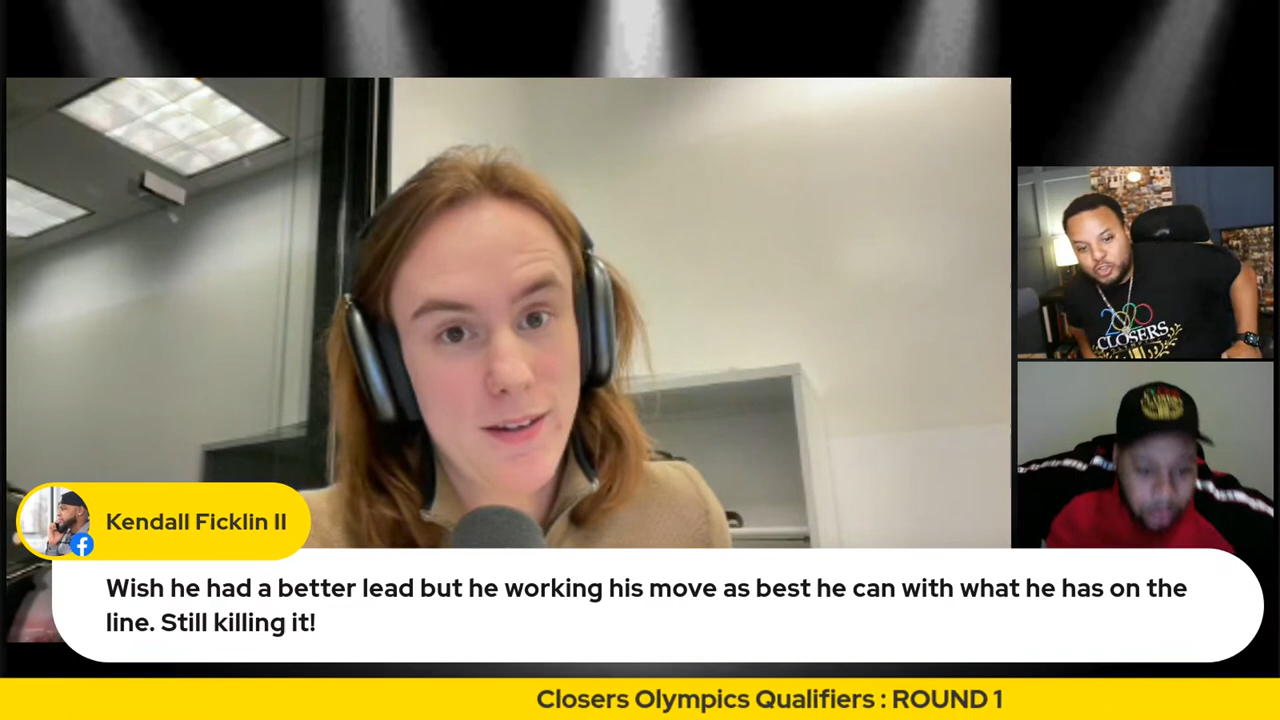 CLOSERS
Kendall Ficklin II
Wish he had a better lead but he working his move as best he can with what he has on the
line. Still killing it!
Closers Olympics Qualifiers : ROUND 1